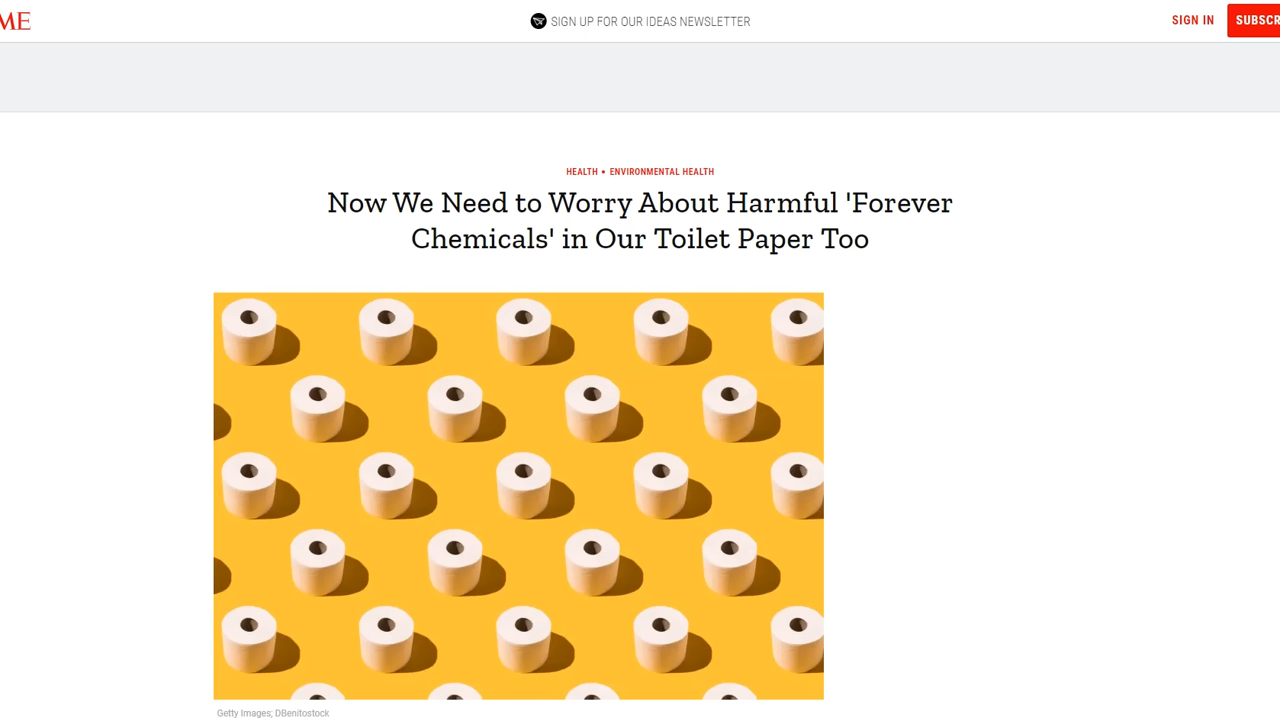 ME
SIGN UP FOR OUR IDEAS NEWSLETTER
SIGN IN
SUBSCR
HEALTH • ENVIRONMENTAL HEALTH
Now We Need to Worry About Harmful 'Forever
Chemicals' in Our Toilet Paper Too
Getty Images; DBenitostock